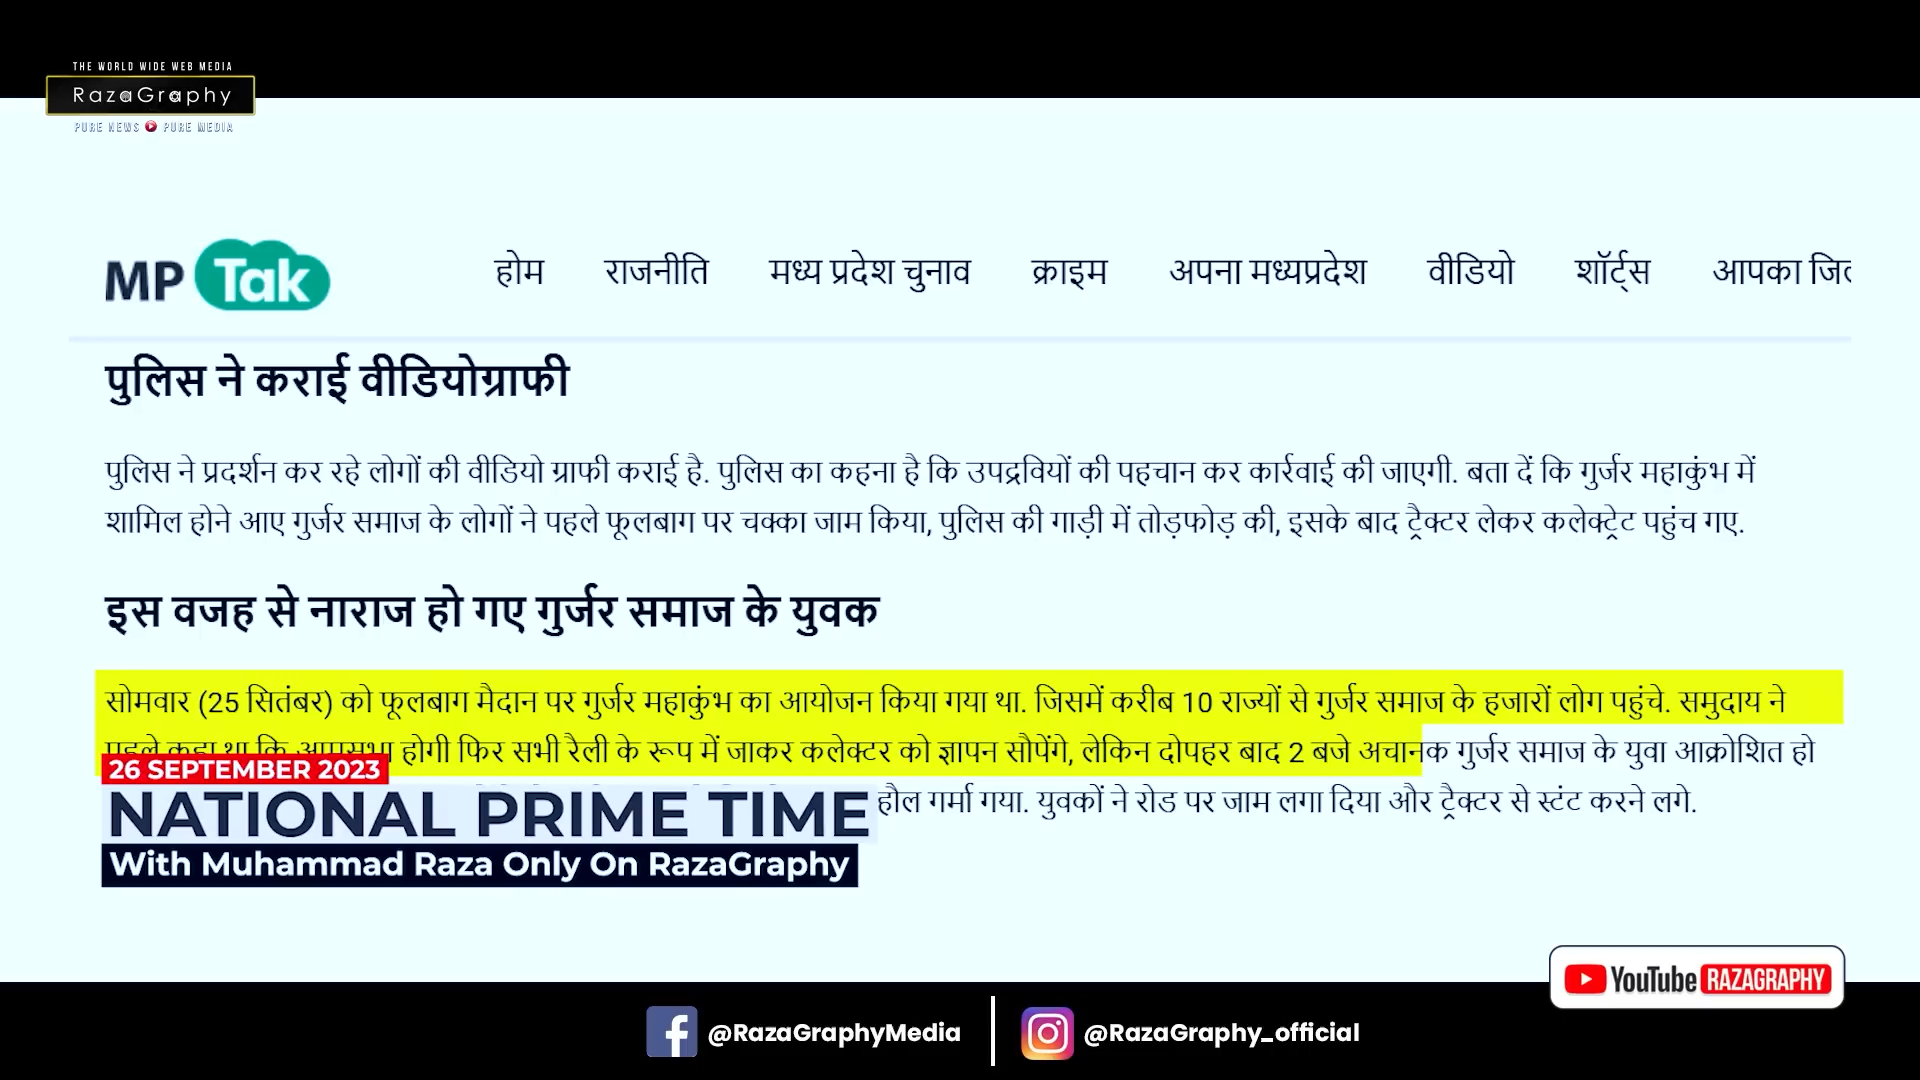 THE WORLD WIDE WEB MEDIA
RazaGraphy
PURE NEWS PURE MEDIA
MP Tak
होम राजनीति मध्य प्रदेश चुनाव क्राइम अपना मध्यप्रदेश वीडियो शॉर्ट्स आपका
पुलिस ने कराई वीडियोग्राफी
पुलिस ने प्रदर्शन कर रहे लोगों की वीडियो ग्राफी कराई है. पुलिस का कहना है कि उपद्रवियों की पहचान कर कार्रवाई की जाएगी. बता दें कि गुर्जर महाकुंभ में
शामिल होने आए गुर्जर समाज के लोगों ने पहले फूलबाग पर चक्का जाम किया, पुलिस की गाड़ी में तोड़फोड़ की, इसके बाद ट्रैक्टर लेकर कलेक्ट्रेट पहुंच गए.
इस वजह से नाराज हो गए गुर्जर समाज के युवक
सोमवार (25 सितंबर) को फूलबाग मैदान पर गुर्जर महाकुंभ का आयोजन किया गया था. जिसमें करीब 10 राज्यों से गुर्जर समाज के हजारों लोग पहुंचे. समुदाय ने
पहले कहा था कि आमसभा होगी फिर सभी रैली के रूप में जाकर कलेक्टर को ज्ञापन सौपेंगे, लेकिन दोपहर बाद 2 बजे अचानक गुर्जर समाज के युवा आक्रोशित हो
गर्मा गया. युवकों ने रोड पर जाम लगा दिया और ट्रैक्टर से स्टंट करने लगे.
26 SEPTEMBER 2023
NATIONAL PRIME TIME
With Muhammad Raza Only On RazaGraphy
YouTube RAZAGRAPHY
@RazaGraphyMedia @RazaGraphy_official